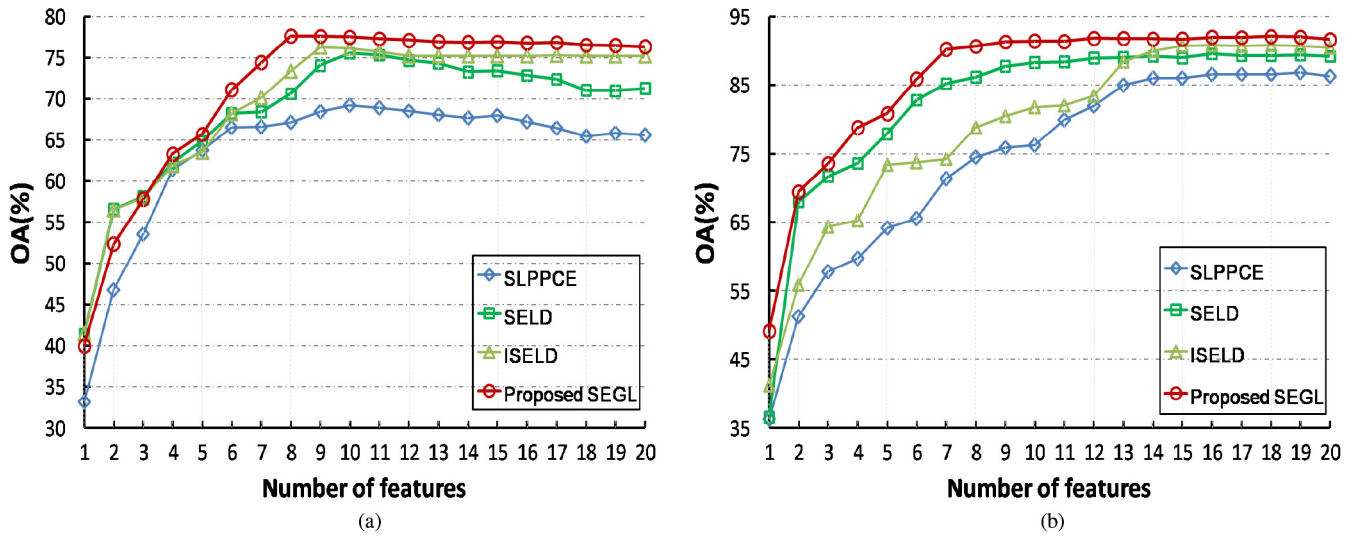 80
75
70
65
60
55
50
45
40
35
30
OA(%)
SLPPCE
SELD
ISELD
Proposed SEGL
1 2 3 4 5 6 7 8 9 10 11 12 13 14 15 16 17 18 19 20
Number of features
(a)
95
85
75
65
55
45
35
OA(%)
SLPPCE
SELD
ISELD
Proposed SEGL
1 2 3 4 5 6 7 8 9 10 11 12 13 14 15 16 17 18 19 20
Number of features
(b)